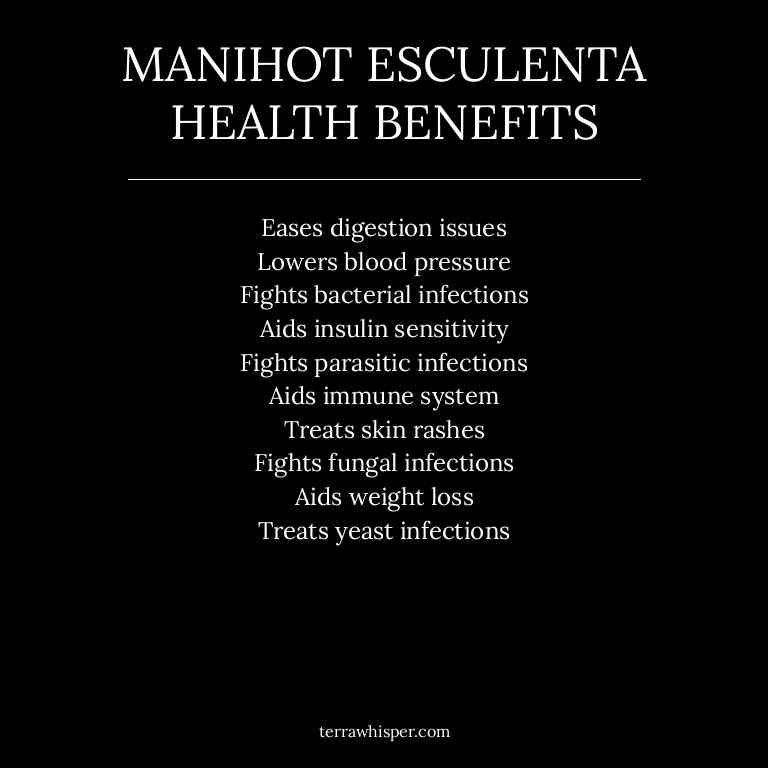 MANIHOT ESCULENTA
HEALTH BENEFITS
Eases digestion issues
Lowers blood pressure
Fights bacterial infections
Aids insulin sensitivity
Fights parasitic infections
Aids immune system
Treats skin rashes
Fights fungal infections
Aids weight loss
Treats yeast infections
terrawhisper.com